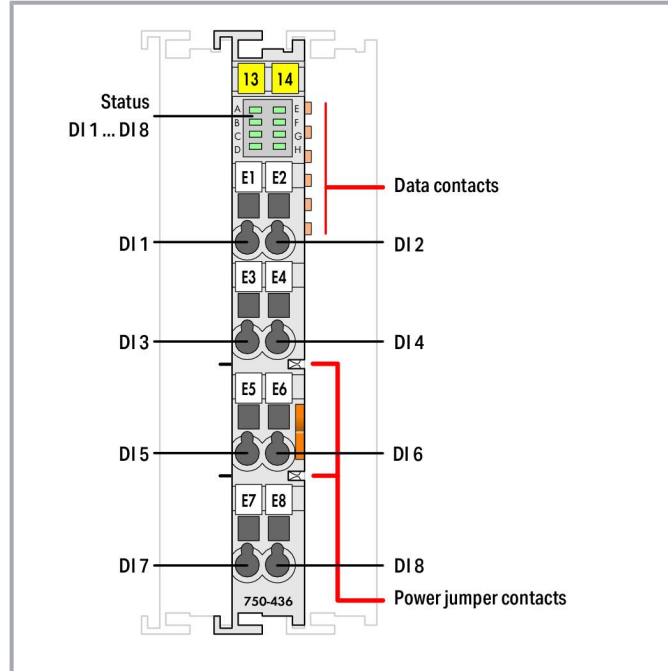 13 14
Status
DI 1 ... DI 8
A E
B F
C G
D H
E1 E2
Data contacts
DI 1
DI 2
E3 E4
DI 3
DI 4
E5 E6
DI 5
DI 6
E7 E8
DI 7
DI 8
750-436
Power jumper contacts